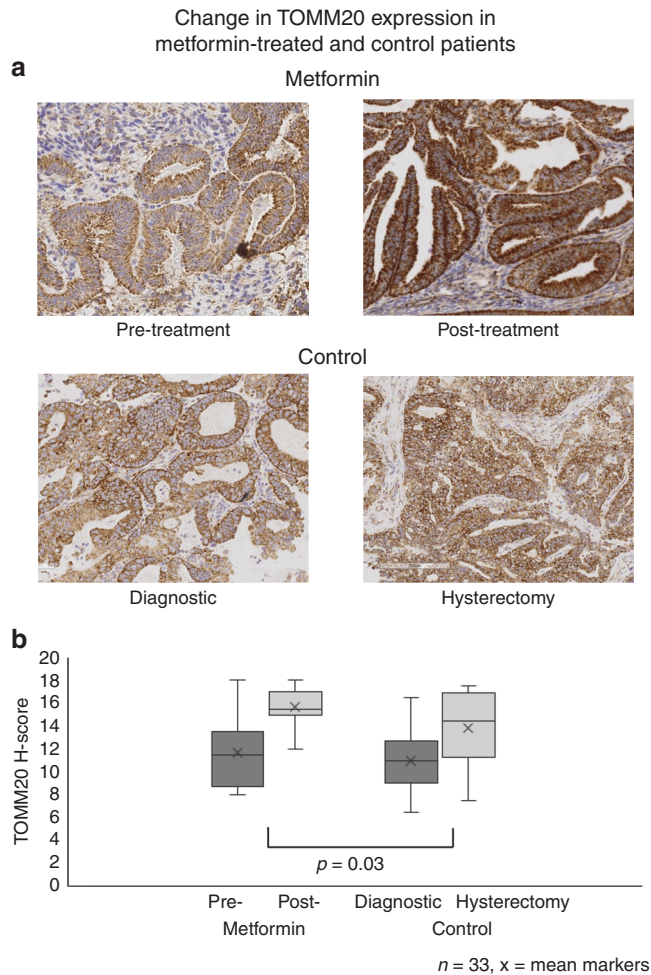 Change in TOMM20 expression in
metformin-treated and control patients
a
Metformin
Pre-treatment
Post-treatment
Control
Diagnostic
Hysterectomy
b
TOMM20 H-score
20
18
16
14
12
10
8
6
4
2
0
p = 0.03
Pre- Post- Diagnostic Hysterectomy
Metformin Control
n = 33, x = mean markers